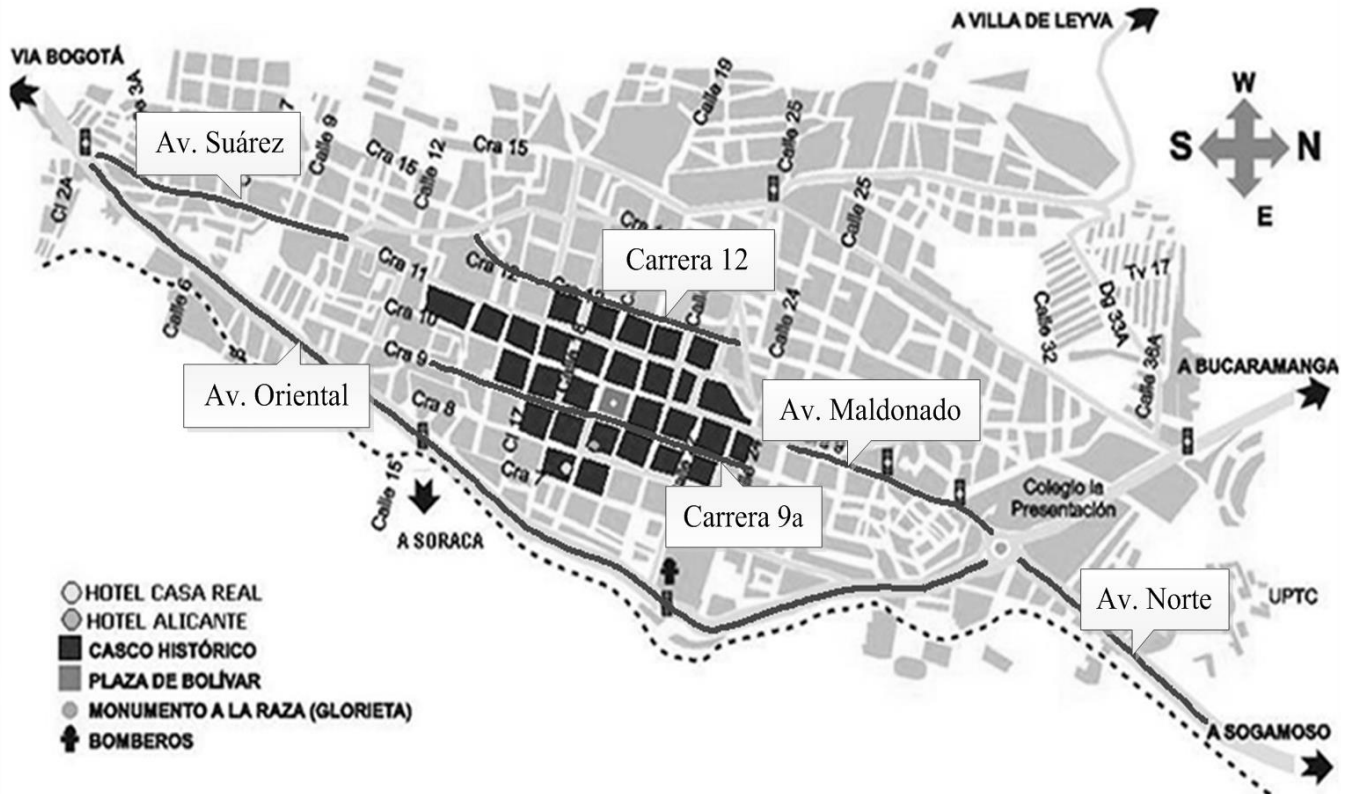 A VILLA DE LEYVA
VIA BOGOTÁ
W
S N
E
Av. Suárez
Calle 9
Cra 15
Calle 12
Cra 15
Calle 19
Calle 25
Calle 25
Cl 2A
Calle 6
Cra 11
Cra 12
Carrera 12
Cra 10
Cra 9
Cra 8
Calle 24
Calle 32
Tv 17
Dg 33A
Calle 36A
A BUCARAMANGA
Av. Oriental
Av. Maldonado
Cl 17
Cra 7
Calle 15
A SORACA
Carrera 9a
Colegio la
Presentación
Av. Norte
UPTC
A SOGAMOSO
HOTEL CASA REAL
HOTEL ALICANTE
CASCO HISTÓRICO
PLAZA DE BOLÍVAR
MONUMENTO A LA RAZA (GLORIETA)
BOMBEROS